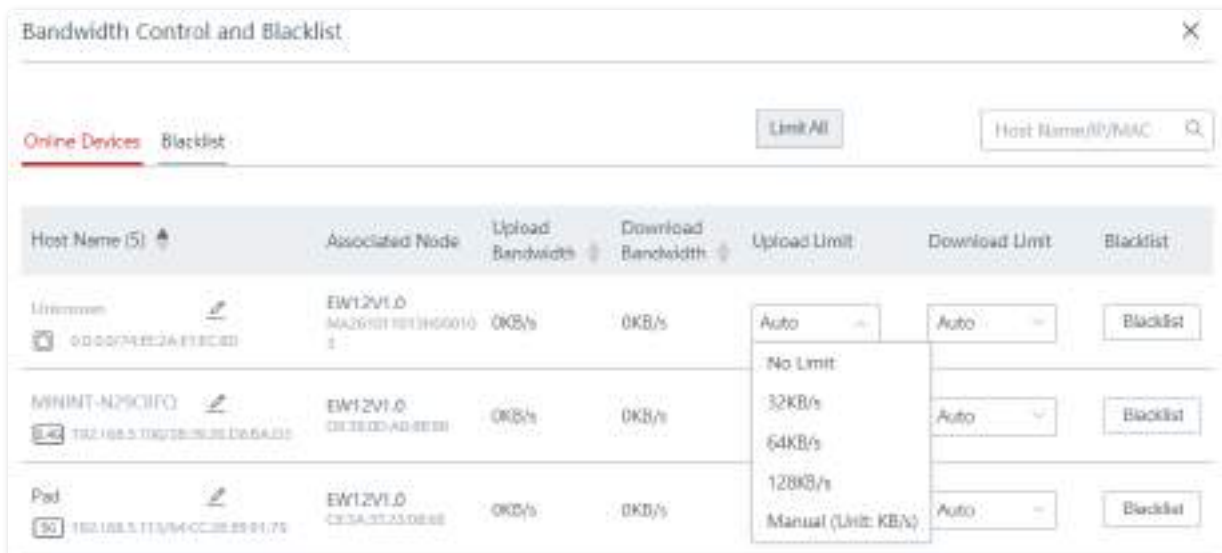 Bandwidth Control and Blacklist
Online Devices Blacklist Limit All Host Name/IP/MAC
Host Name (5) Associated Node Upload Bandwidth Download Bandwidth Upload Limit Download Limit Blacklist
Unknown EW12V1.0 0KB/s 0KB/s Auto Auto Blacklist
No Limit
EW12V1.0 0KB/s 0KB/s 32KB/s Auto Blacklist
64KB/s
128KB/s
Pad EW12V1.0 0KB/s 0KB/s Auto Blacklist
5G Manual (Unit: KB/s)